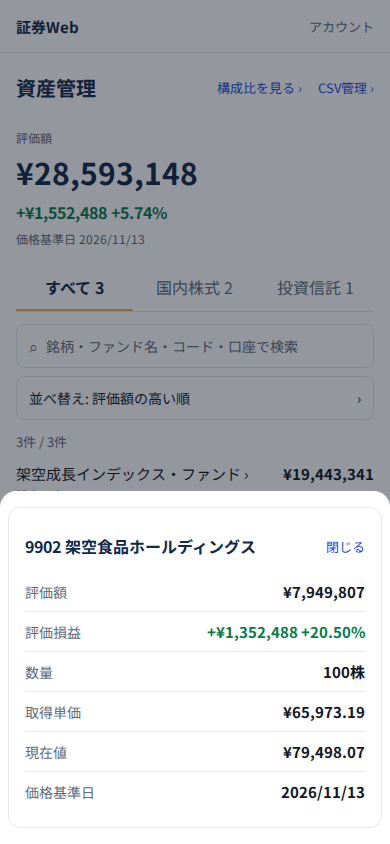 証券Web アカウント
資産管理 構成比を見る › CSV管理 ›
評価額
¥28,593,148
+¥1,552,488 +5.74%
価格基準日 2026/11/13
すべて 3 国内株式 2 投資信託 1
銘柄・ファンド名・コード・口座で検索
並べ替え: 評価額の高い順 ›
3件 / 3件
架空成長インデックス・ファンド › ¥19,443,341
9902 架空食品ホールディングス 閉じる
評価額 ¥7,949,807
評価損益 +¥1,352,488 +20.50%
数量 100株
取得単価 ¥65,973.19
現在値 ¥79,498.07
価格基準日 2026/11/13